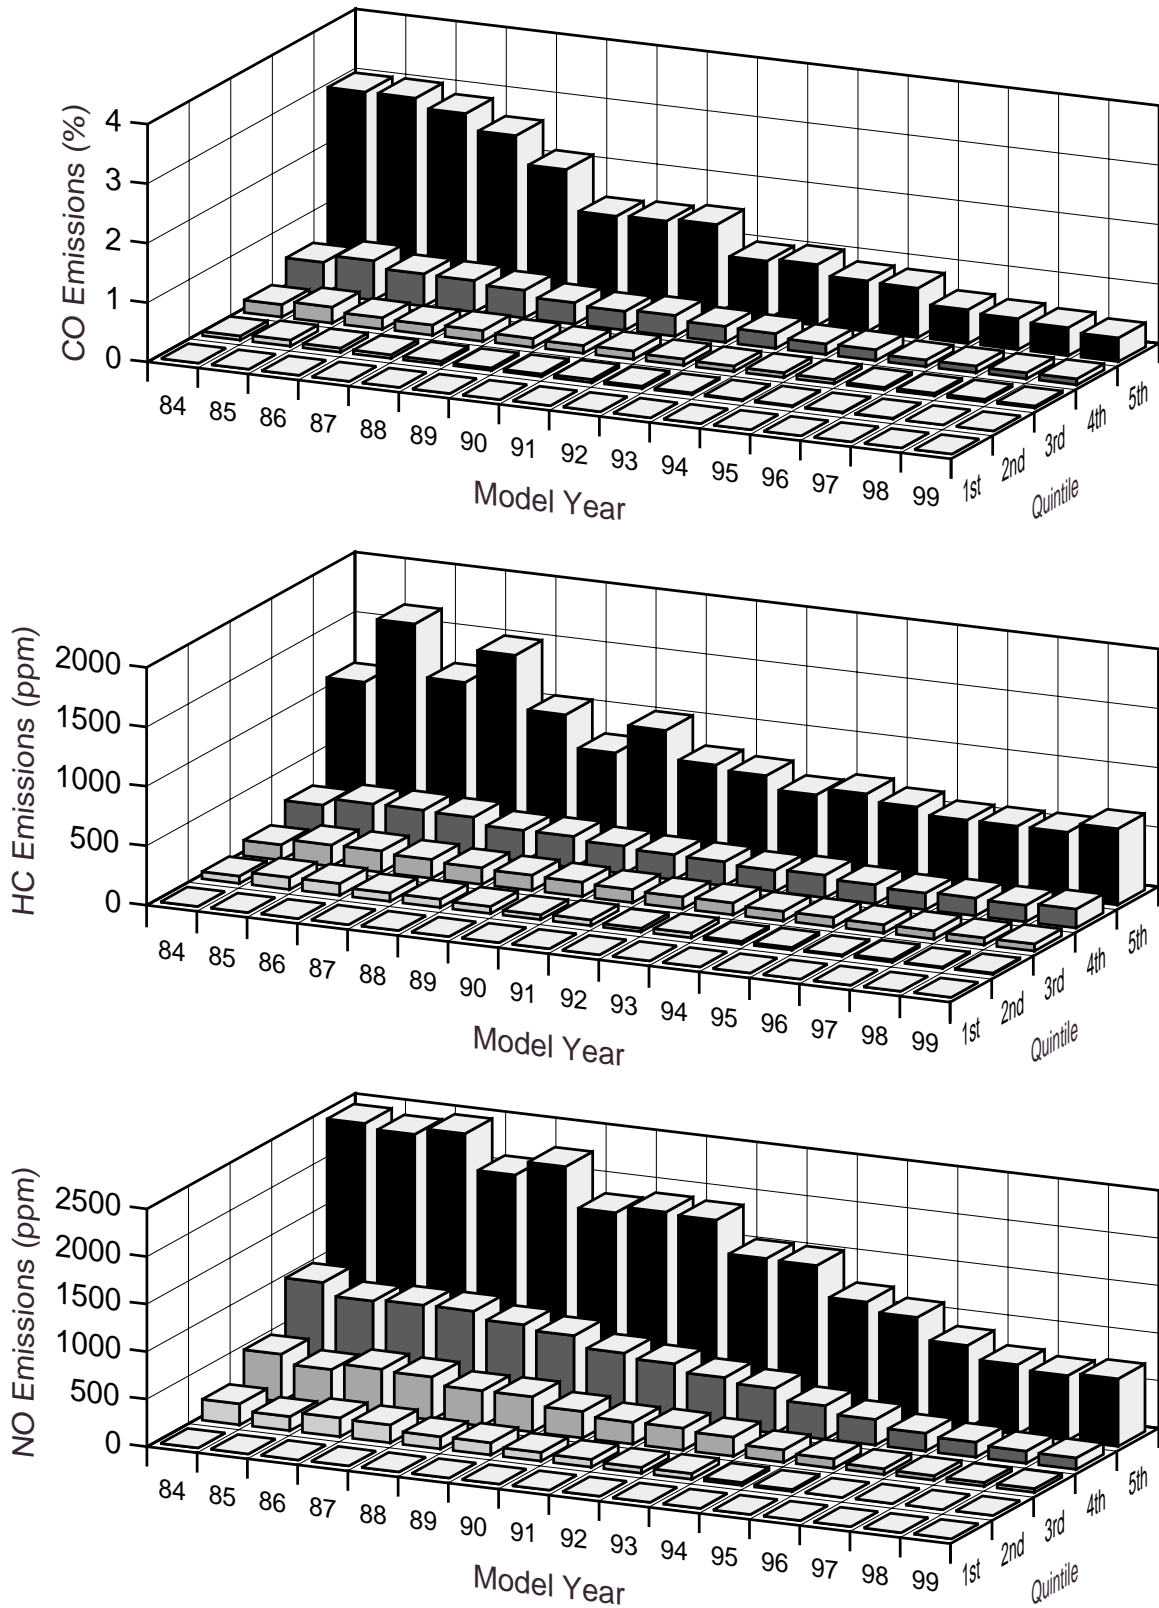 CO Emissions (%)
4
3
2
1
0
84 85 86 87 88 89 90 91 92 93 94 95 96 97 98 99
1st 2nd 3rd 4th 5th
Model Year
Quintile
HC Emissions (ppm)
2000
1500
1000
500
0
84 85 86 87 88 89 90 91 92 93 94 95 96 97 98 99
1st 2nd 3rd 4th 5th
Model Year
Quintile
NO Emissions (ppm)
2500
2000
1500
1000
500
0
84 85 86 87 88 89 90 91 92 93 94 95 96 97 98 99
1st 2nd 3rd 4th 5th
Model Year
Quintile